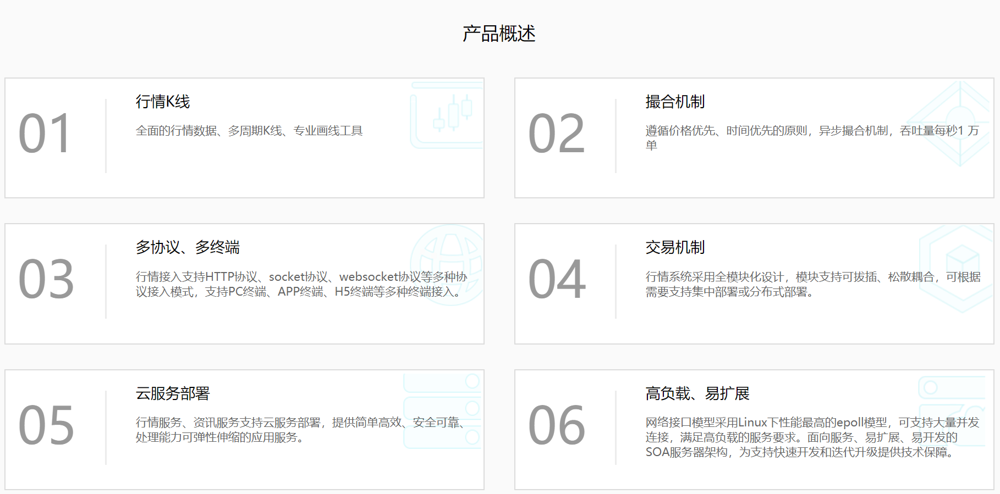 产品概述
01
行情K线
全面的行情数据、多周期K线、专业画线工具
02
撮合机制
遵循价格优先、时间优先的原则，异步撮合机制，吞吐量每秒1 万
单
03
多协议、多终端
行情接入支持HTTP协议、socket协议、websocket协议等多种协
议接入模式，支持PC终端、APP终端、H5终端等多种终端接入。
04
交易机制
行情系统采用全模块化设计，模块支持可拔插、松散耦合，可根据
需要支持集中部署或分布式部署。
05
云服务部署
行情服务、资讯服务支持云服务部署，提供简单高效、安全可靠、
处理能力可弹性伸缩的应用服务。
06
高负载、易扩展
网络接口模型采用Linux下性能最高的epoll模型，可支持大量并发
连接，满足高负载的服务要求。面向服务、易扩展、易开发的
SOA服务器架构，为支持快速开发和迭代升级提供技术保障。